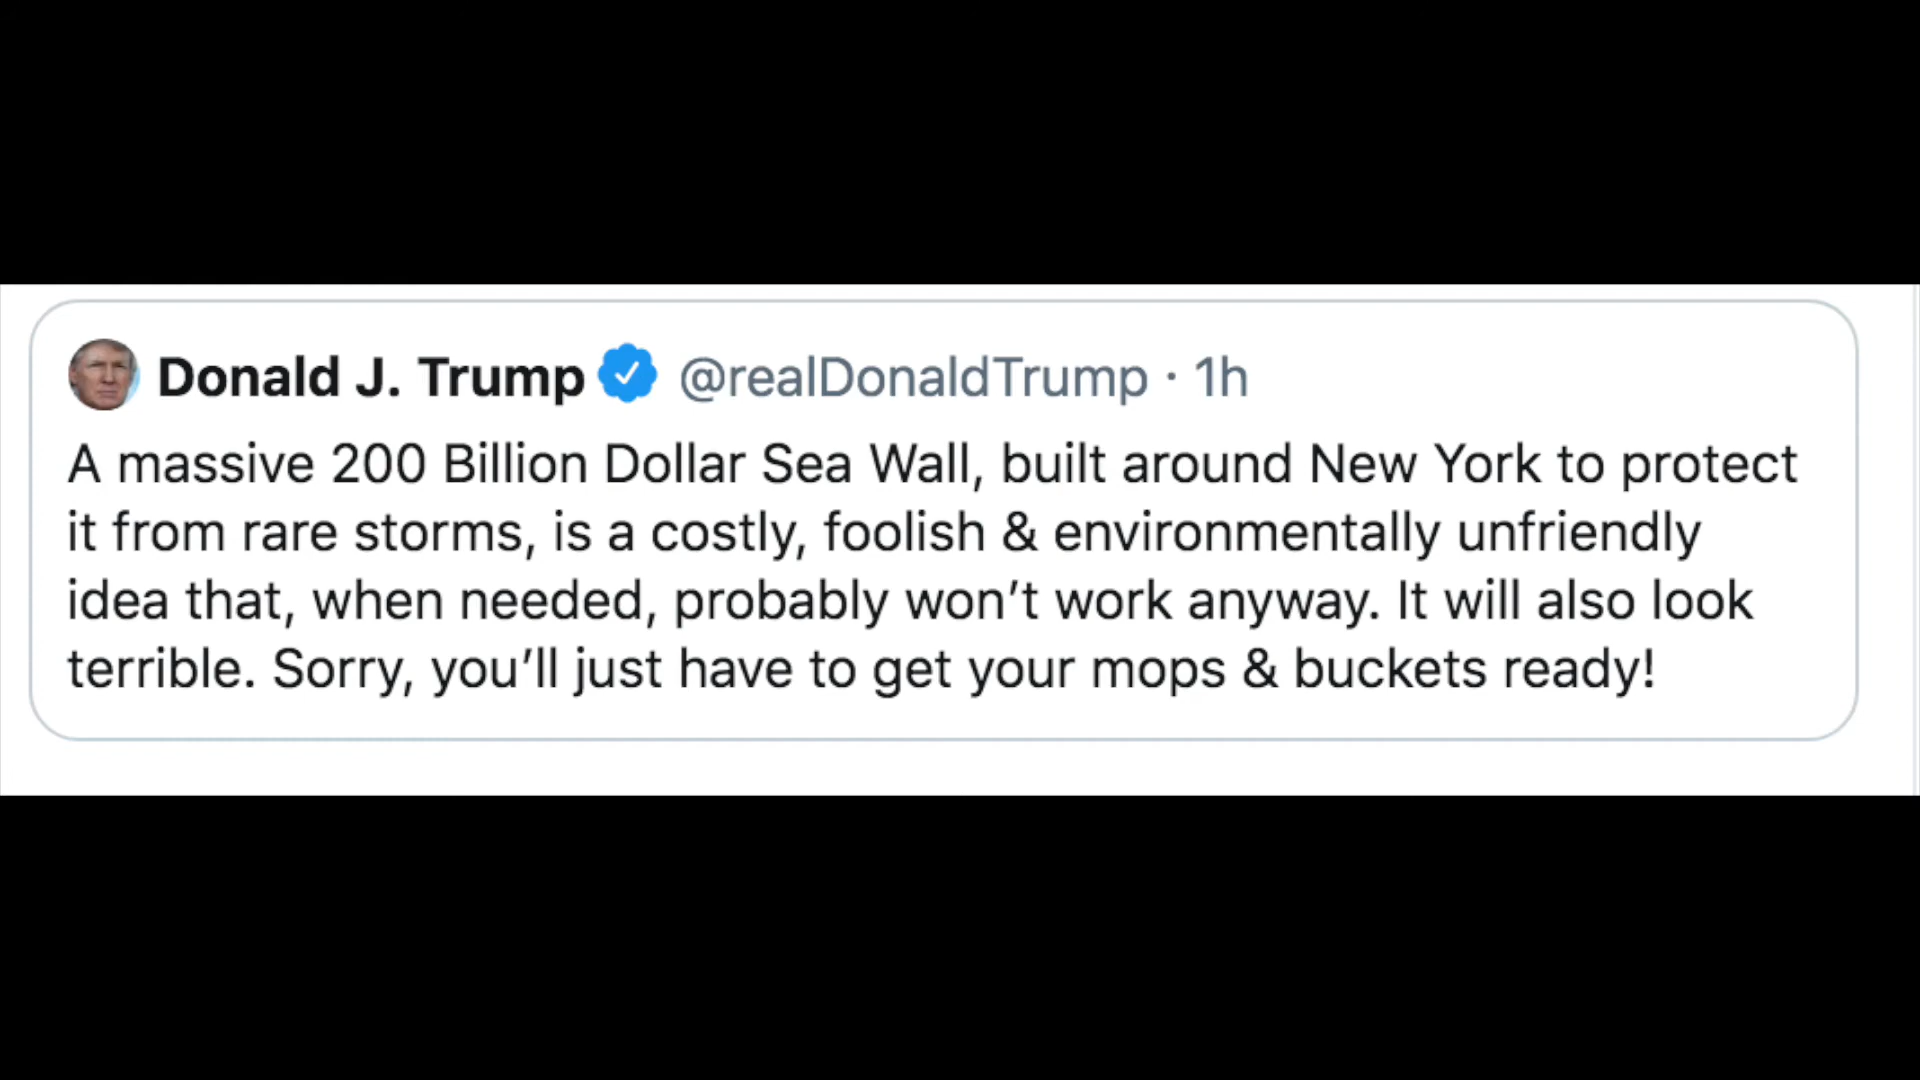 Donald J. Trump @realDonaldTrump · 1h
A massive 200 Billion Dollar Sea Wall, built around New York to protect
it from rare storms, is a costly, foolish & environmentally unfriendly
idea that, when needed, probably won’t work anyway. It will also look
terrible. Sorry, you’ll just have to get your mops & buckets ready!